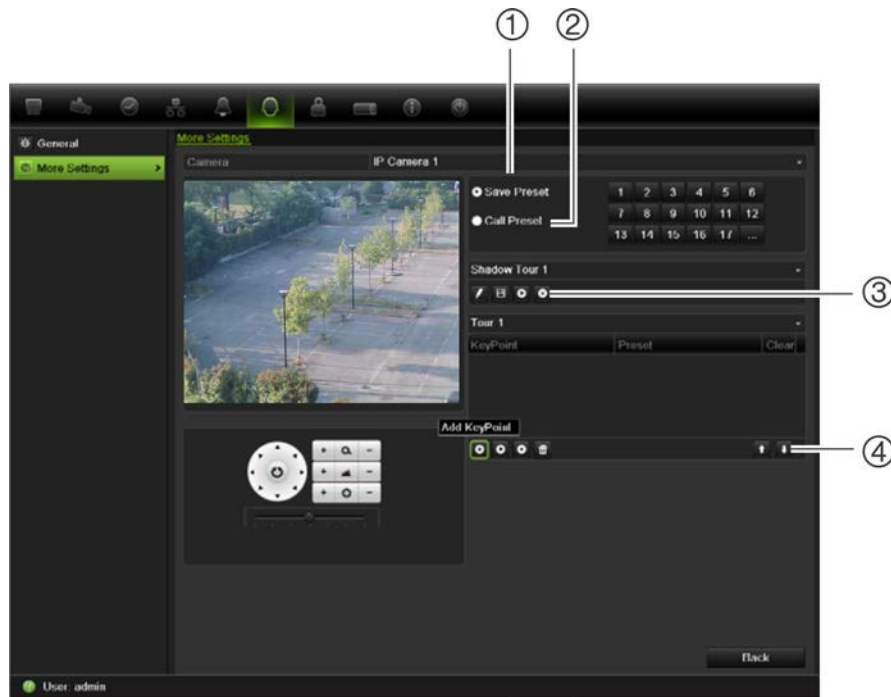 ① ②
General
More Settings
More Settings
Camera IP Camera 1
Save Preset
Call Preset
1 2 3 4 5 6
7 8 9 10 11 12
13 14 15 16 17 ...
Shadow Tour 1
③
Tour 1
KeyPoint Preset Clear
Add KeyPoint
④
Back
User: admin